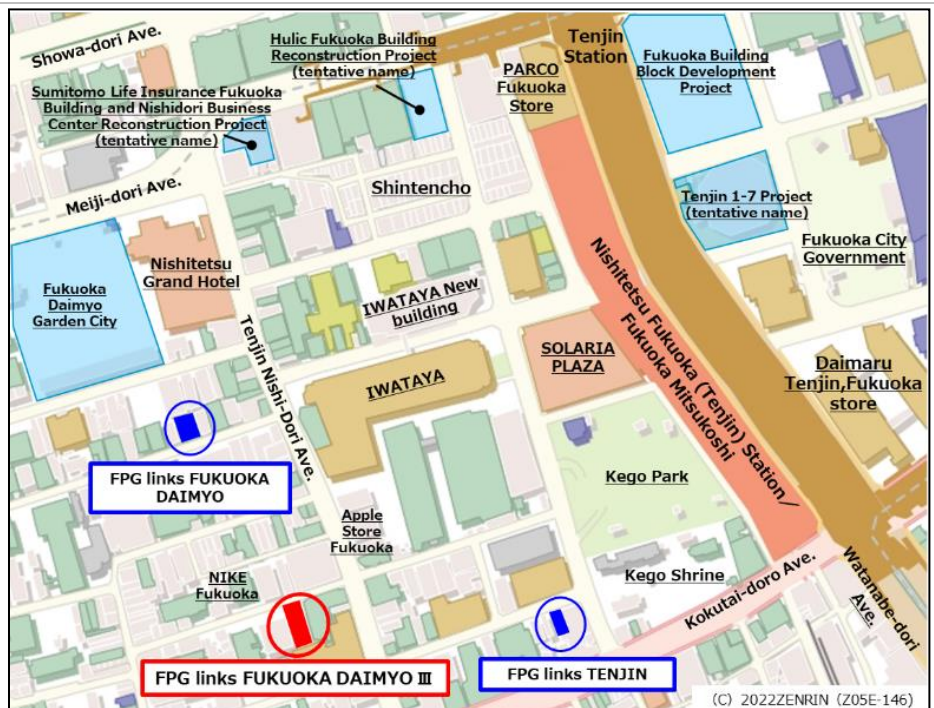 Showa-dori Ave.
Hulic Fukuoka Building
Reconstruction Project
(tentative name)
Tenjin
Station
Fukuoka Building
Block Development
Project
PARCO
Fukuoka
Store
Sumitomo Life Insurance Fukuoka
Building and Nishidori Business
Center Reconstruction Project
(tentative name)
Meiji-dori Ave.
Shintencho
Tenjin 1-7 Project
(tentative name)
Fukuoka City
Government
Nishitetsu
Grand Hotel
Fukuoka
Daimyo
Garden City
IWATAYA New
building
Nishitetsu Fukuoka (Tenjin) Station/
Fukuoka Mitsukoshi
SOLARIA
PLAZA
Tenjin Nishi-Dori Ave.
IWATAYA
Daimaru
Tenjin,Fukuoka
store
FPG links FUKUOKA
DAIMYO
Kego Park
Apple
Store
Fukuoka
NIKE
Fukuoka
Kego Shrine
Kokutai-doro Ave.
Watanabe-dori
Ave.
FPG links FUKUOKA DAIMYO Ⅲ
FPG links TENJIN
(C) 2022ZENRIN (Z05E-146)